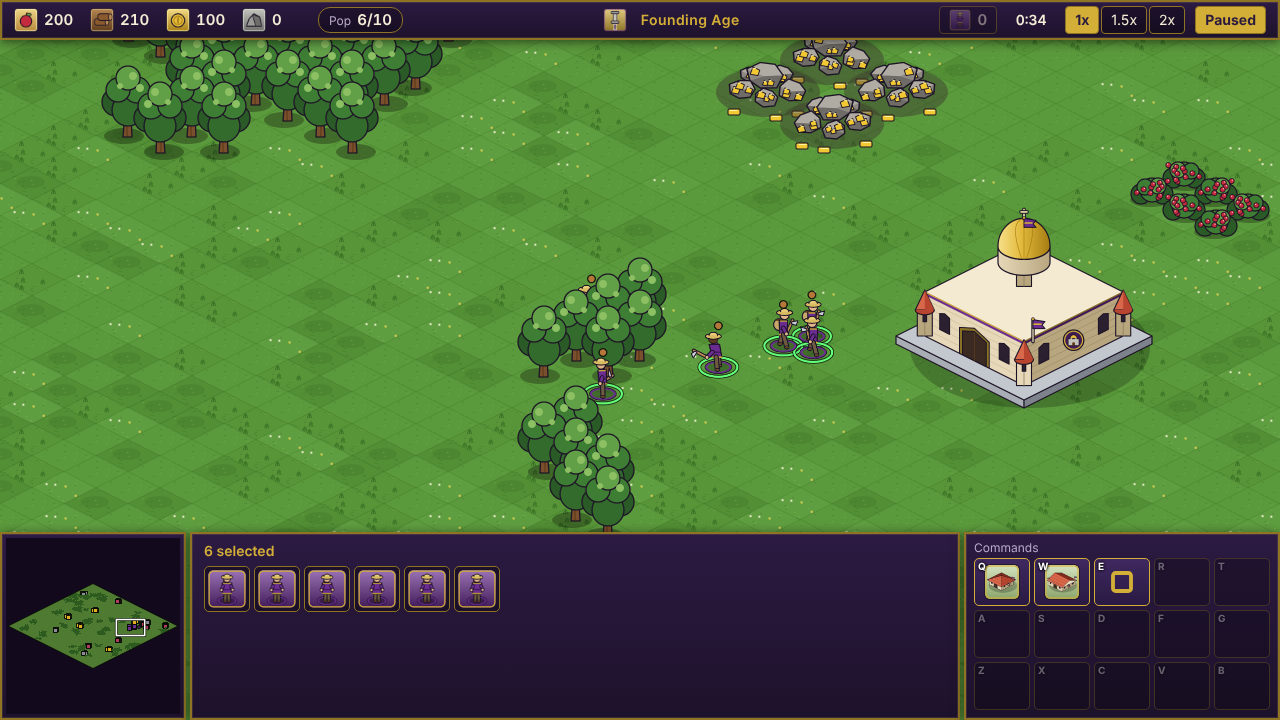 200 210 100 0 Pop 6/10 Founding Age 0 0:34 1x 1.5x 2x Paused
6 selected
Commands
Q W E R T
A S D F G
Z X C V B